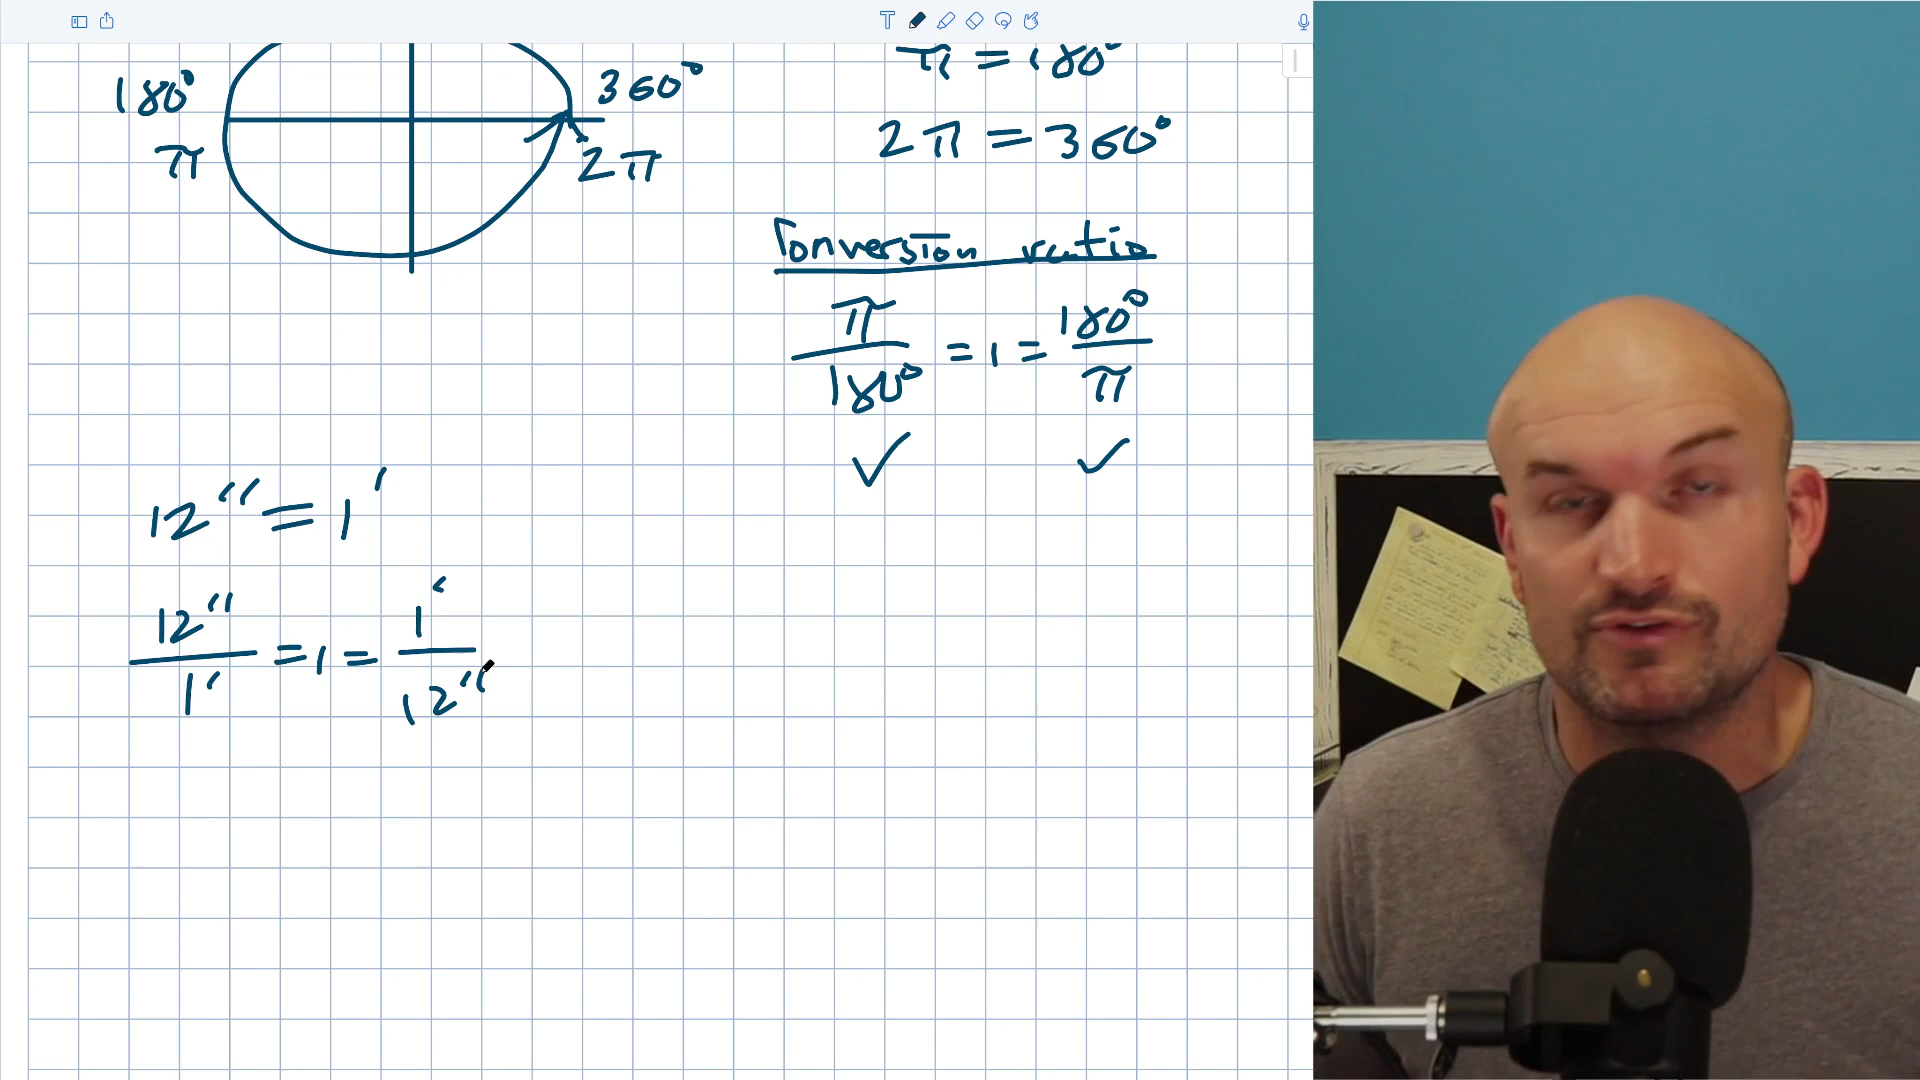 180° 360°
π 2π
π = 180°
2π = 360°
Conversion ratio
π/180° = 1 = 180°/π
✓ ✓
12" = 1'
12"/1' = 1 = 1'/12"